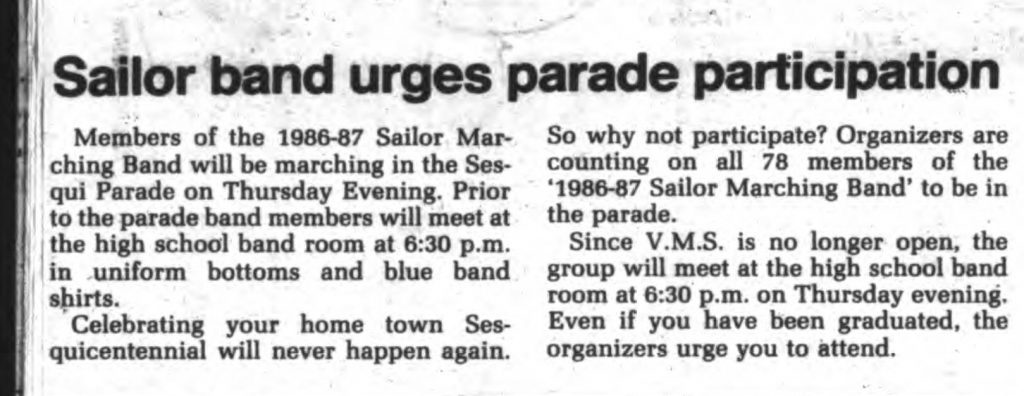 Sailor band urges parade participation
Members of the 1986-87 Sailor Mar-
ching Band will be marching in the Ses-
qui Parade on Thursday Evening. Prior
to the parade band members will meet at
the high school band room at 6:30 p.m.
in uniform bottoms and blue band
shirts.
Celebrating your home town Ses-
quicentennial will never happen again.
So why not participate? Organizers are
counting on all 78 members of the
'1986-87 Sailor Marching Band' to be in
the parade.
Since V.M.S. is no longer open, the
group will meet at the high school band
room at 6:30 p.m. on Thursday evening.
Even if you have been graduated, the
organizers urge you to attend.